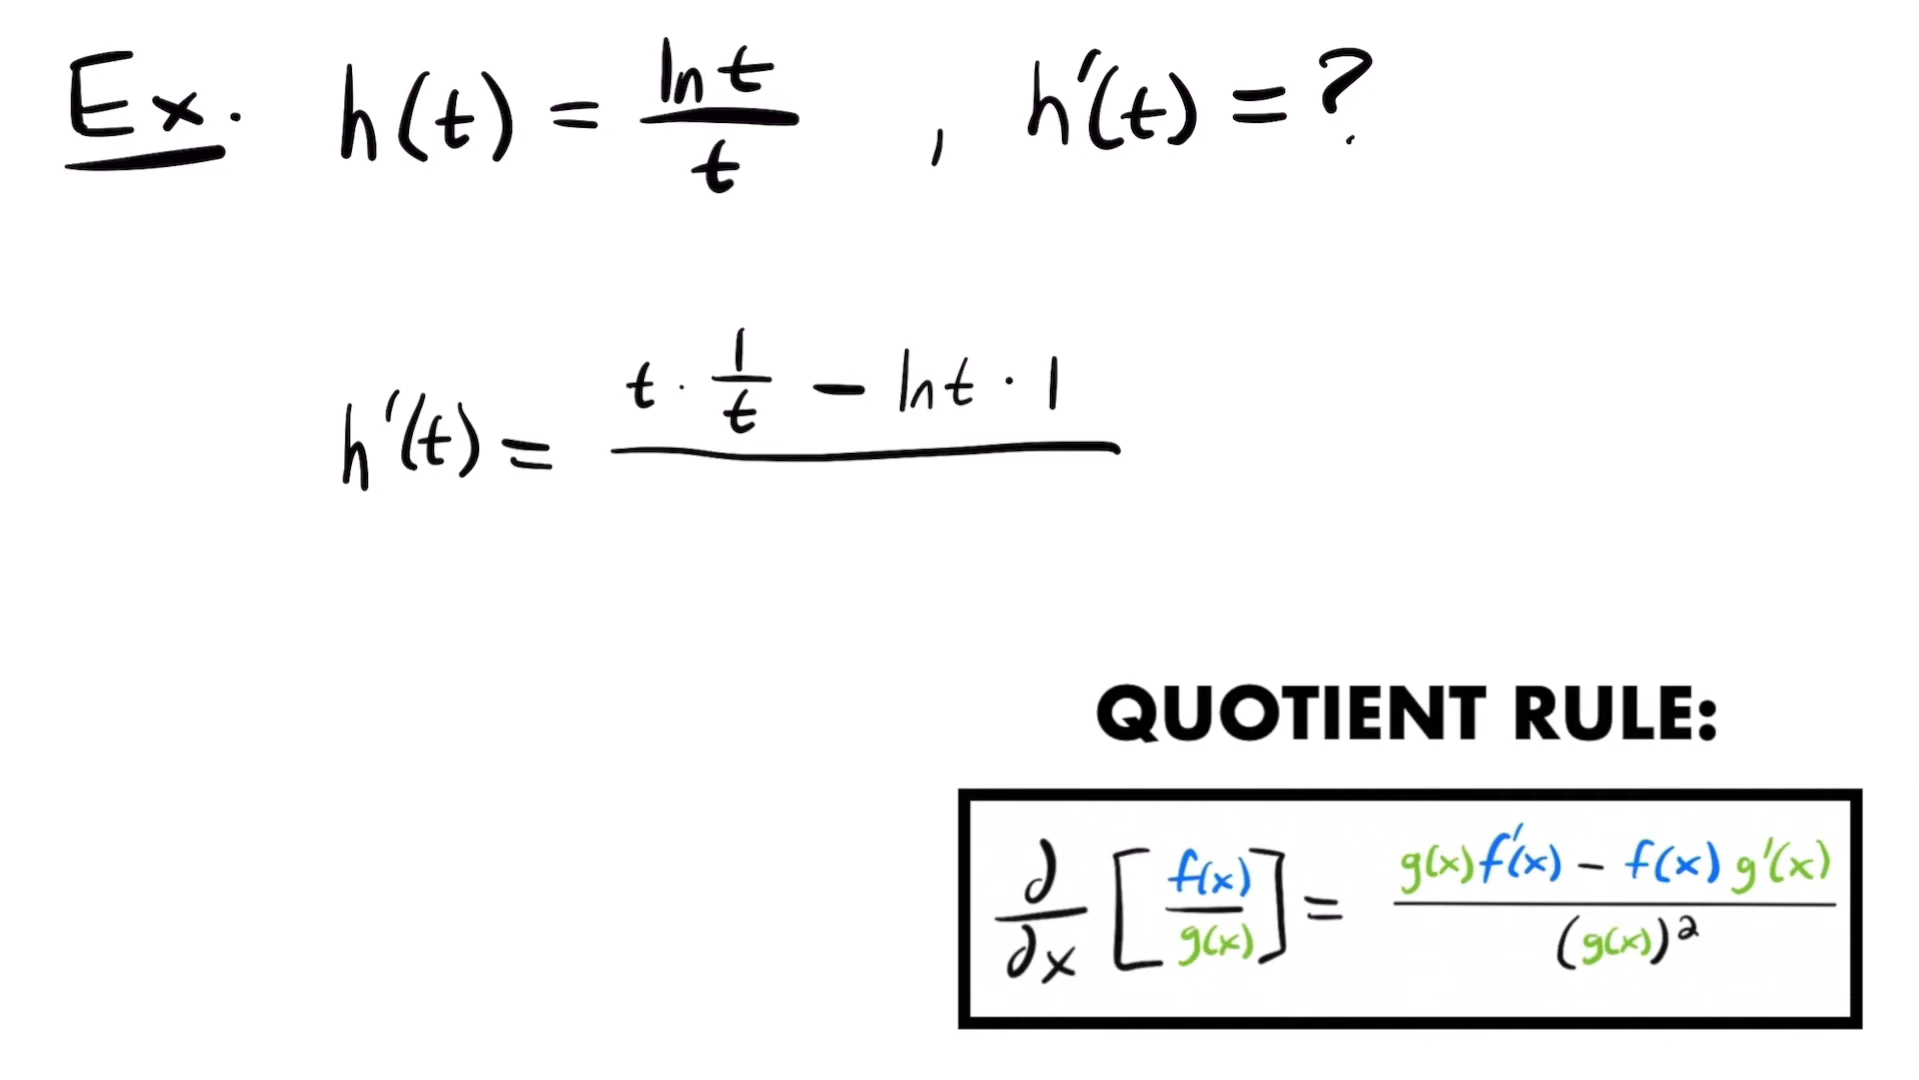 Ex. h(t) = ln t / t , h'(t) = ?
h'(t) = t · 1/t − ln t · 1
QUOTIENT RULE:
∂/∂x [f(x)/g(x)] = g(x)f'(x) − f(x)g'(x) / (g(x))²